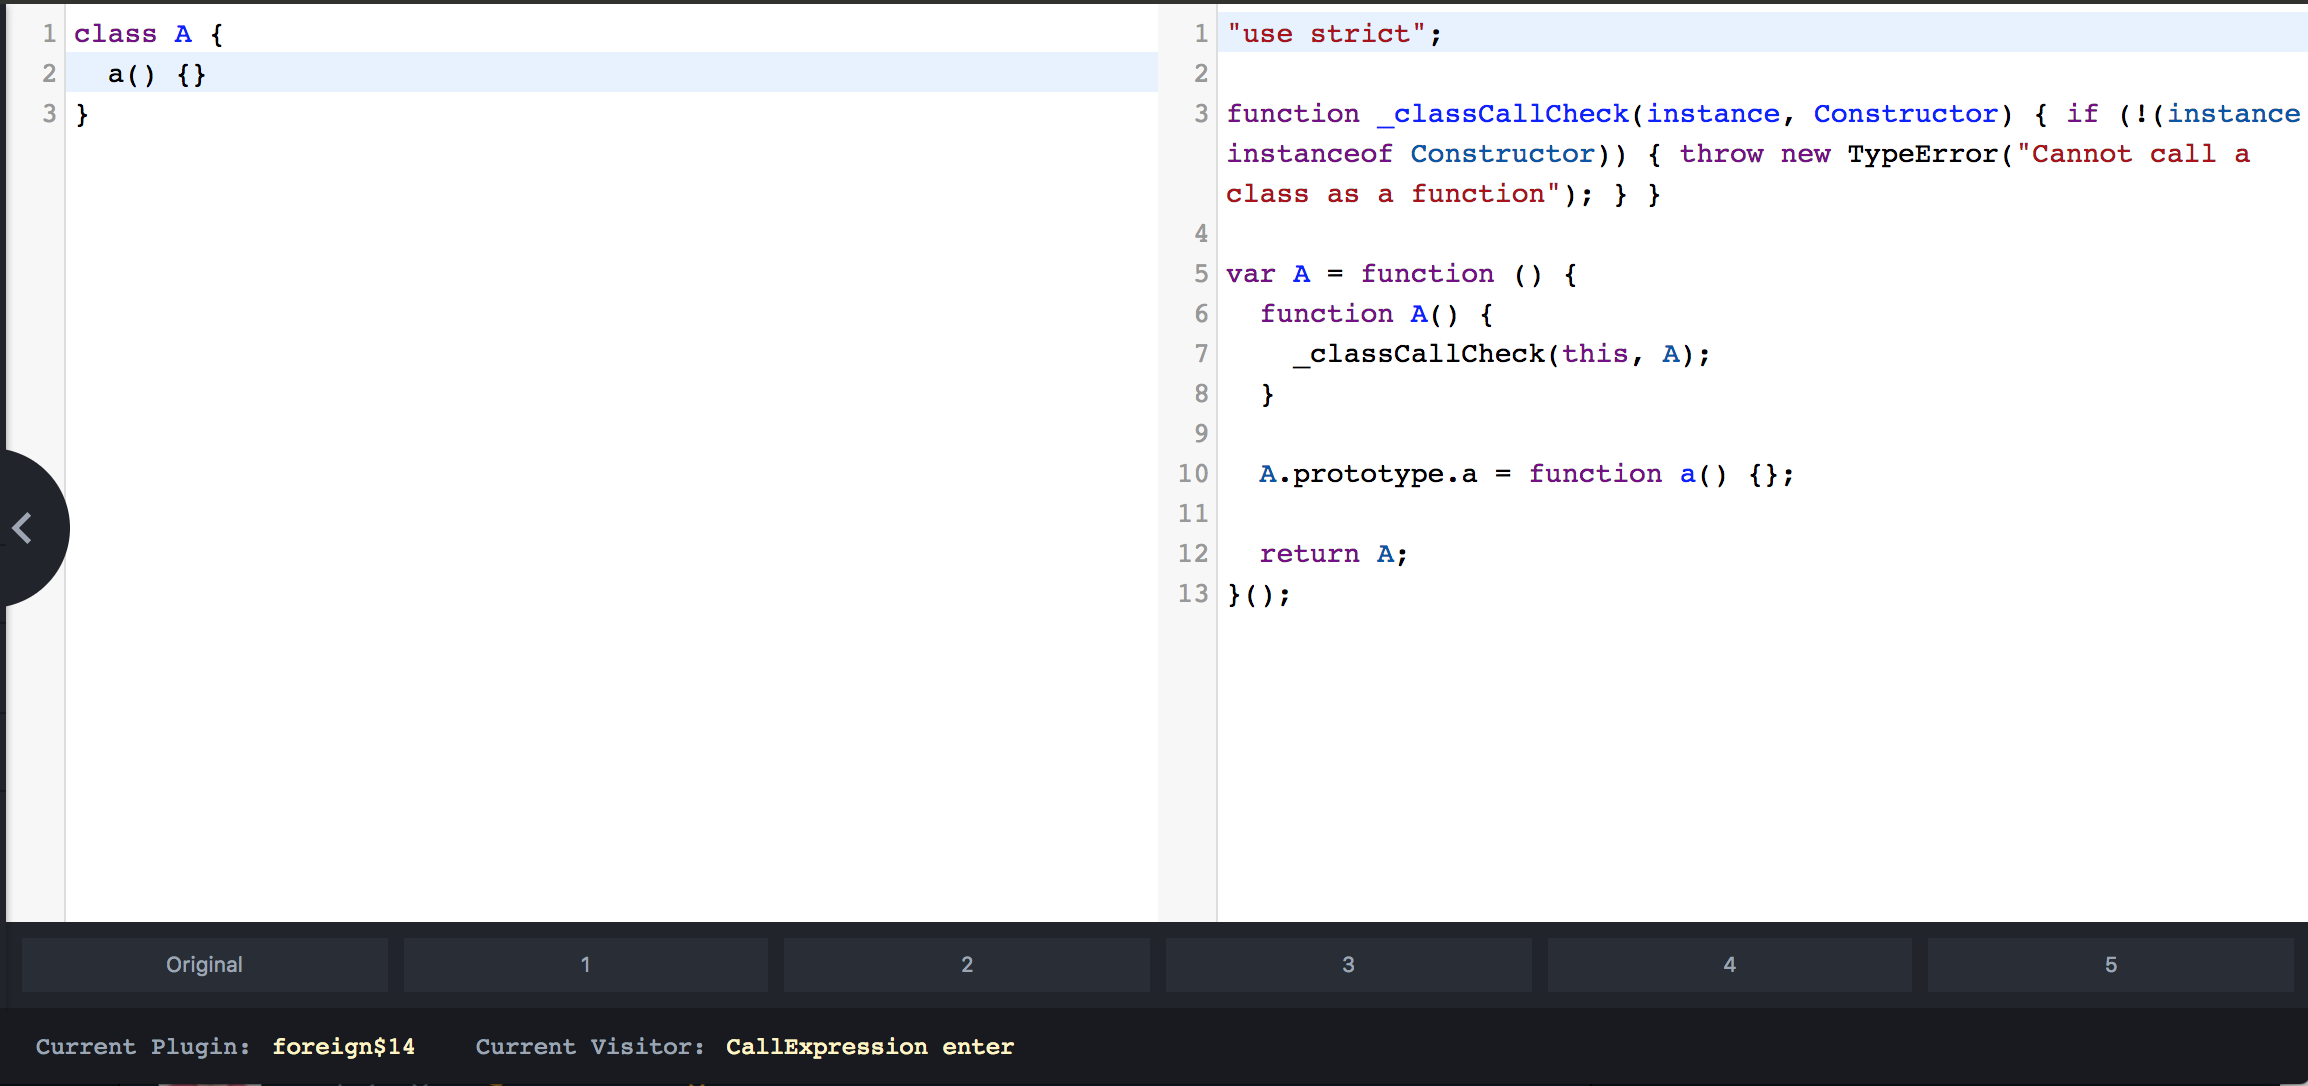 1 class A {
2   a() {}
3 }
1 "use strict";
2
3 function _classCallCheck(instance, Constructor) { if (!(instance
instanceof Constructor)) { throw new TypeError("Cannot call a
class as a function"); } }
4
5 var A = function () {
6   function A() {
7     _classCallCheck(this, A);
8   }
9
10   A.prototype.a = function a() {};
11
12   return A;
13 }();
Original 1 2 3 4 5
Current Plugin: foreign$14 Current Visitor: CallExpression enter